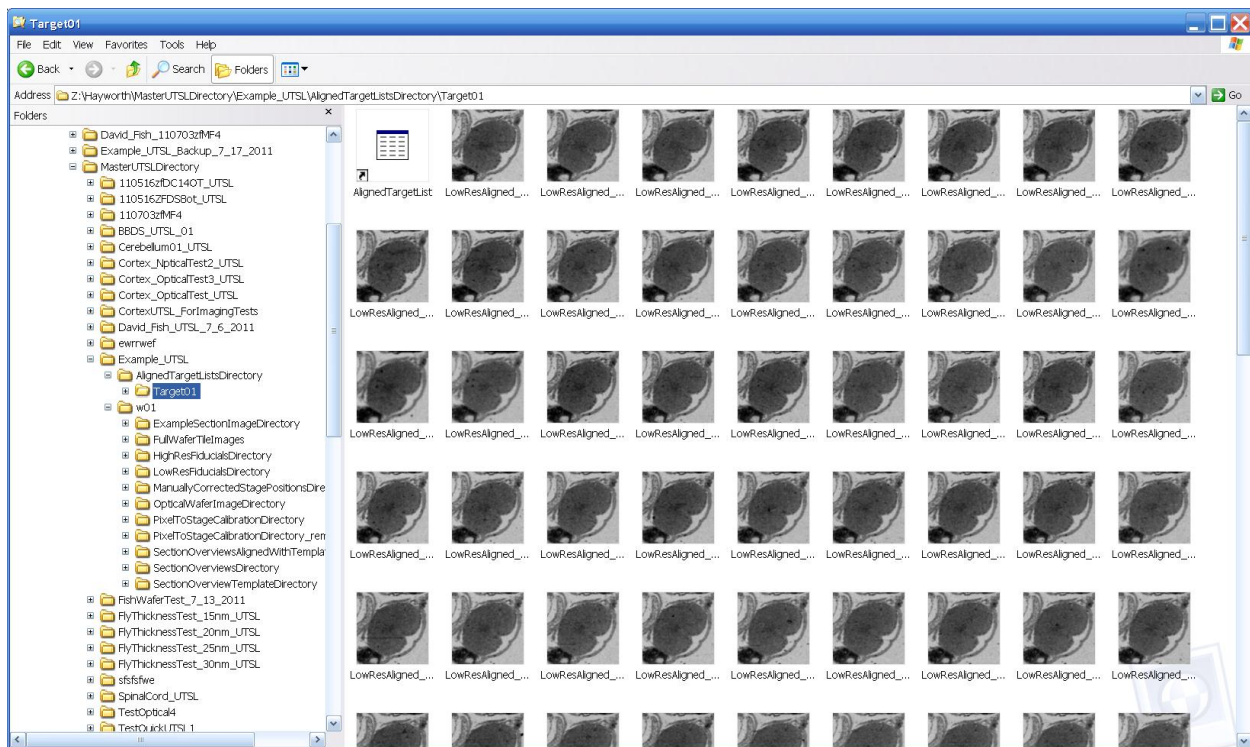 Target01
File Edit View Favorites Tools Help
Back Search Folders
Address Z:\Hayworth\MasterUTSLDirectory\Example_UTSL\AlignedTargetListsDirectory\Target01 Go
Folders ×
David_Fish_110703zfMF4
Example_UTSL_Backup_7_17_2011
MasterUTSLDirectory
110516zfDC14OT_UTSL
110516ZFDSBot_UTSL
110703zfMF4
BBDS_UTSL_01
Cerebellum01_UTSL
Cortex_NpticalTest2_UTSL
Cortex_OpticalTest3_UTSL
Cortex_OpticalTest_UTSL
CortexUTSL_ForImagingTests
David_Fish_UTSL_7_6_2011
ewrrwef
Example_UTSL
AlignedTargetListsDirectory
Target01
w01
ExampleSectionImageDirectory
FullWaferTileImages
HighResFiducialsDirectory
LowResFiducialsDirectory
ManuallyCorrectedStagePositionsDire
OpticalWaferImageDirectory
PixelToStageCalibrationDirectory
PixelToStageCalibrationDirectory_rem
SectionOverviewsAlignedWithTempla
SectionOverviewsDirectory
SectionOverviewTemplateDirectory
FishWaferTest_7_13_2011
FlyThicknessTest_15nm_UTSL
FlyThicknessTest_20nm_UTSL
FlyThicknessTest_25nm_UTSL
FlyThicknessTest_30nm_UTSL
sfsfsfwe
SpinalCord_UTSL
TestOptical4
TestQuickUTSL1
AlignedTargetList LowResAligned_... LowResAligned_... LowResAligned_... LowResAligned_... LowResAligned_... LowResAligned_... LowResAligned_... LowResAligned_...
LowResAligned_... LowResAligned_... LowResAligned_... LowResAligned_... LowResAligned_... LowResAligned_... LowResAligned_... LowResAligned_... LowResAligned_...
LowResAligned_... LowResAligned_... LowResAligned_... LowResAligned_... LowResAligned_... LowResAligned_... LowResAligned_... LowResAligned_... LowResAligned_...
LowResAligned_... LowResAligned_... LowResAligned_... LowResAligned_... LowResAligned_... LowResAligned_... LowResAligned_... LowResAligned_... LowResAligned_...
LowResAligned_... LowResAligned_... LowResAligned_... LowResAligned_... LowResAligned_... LowResAligned_... LowResAligned_... LowResAligned_... LowResAligned_...